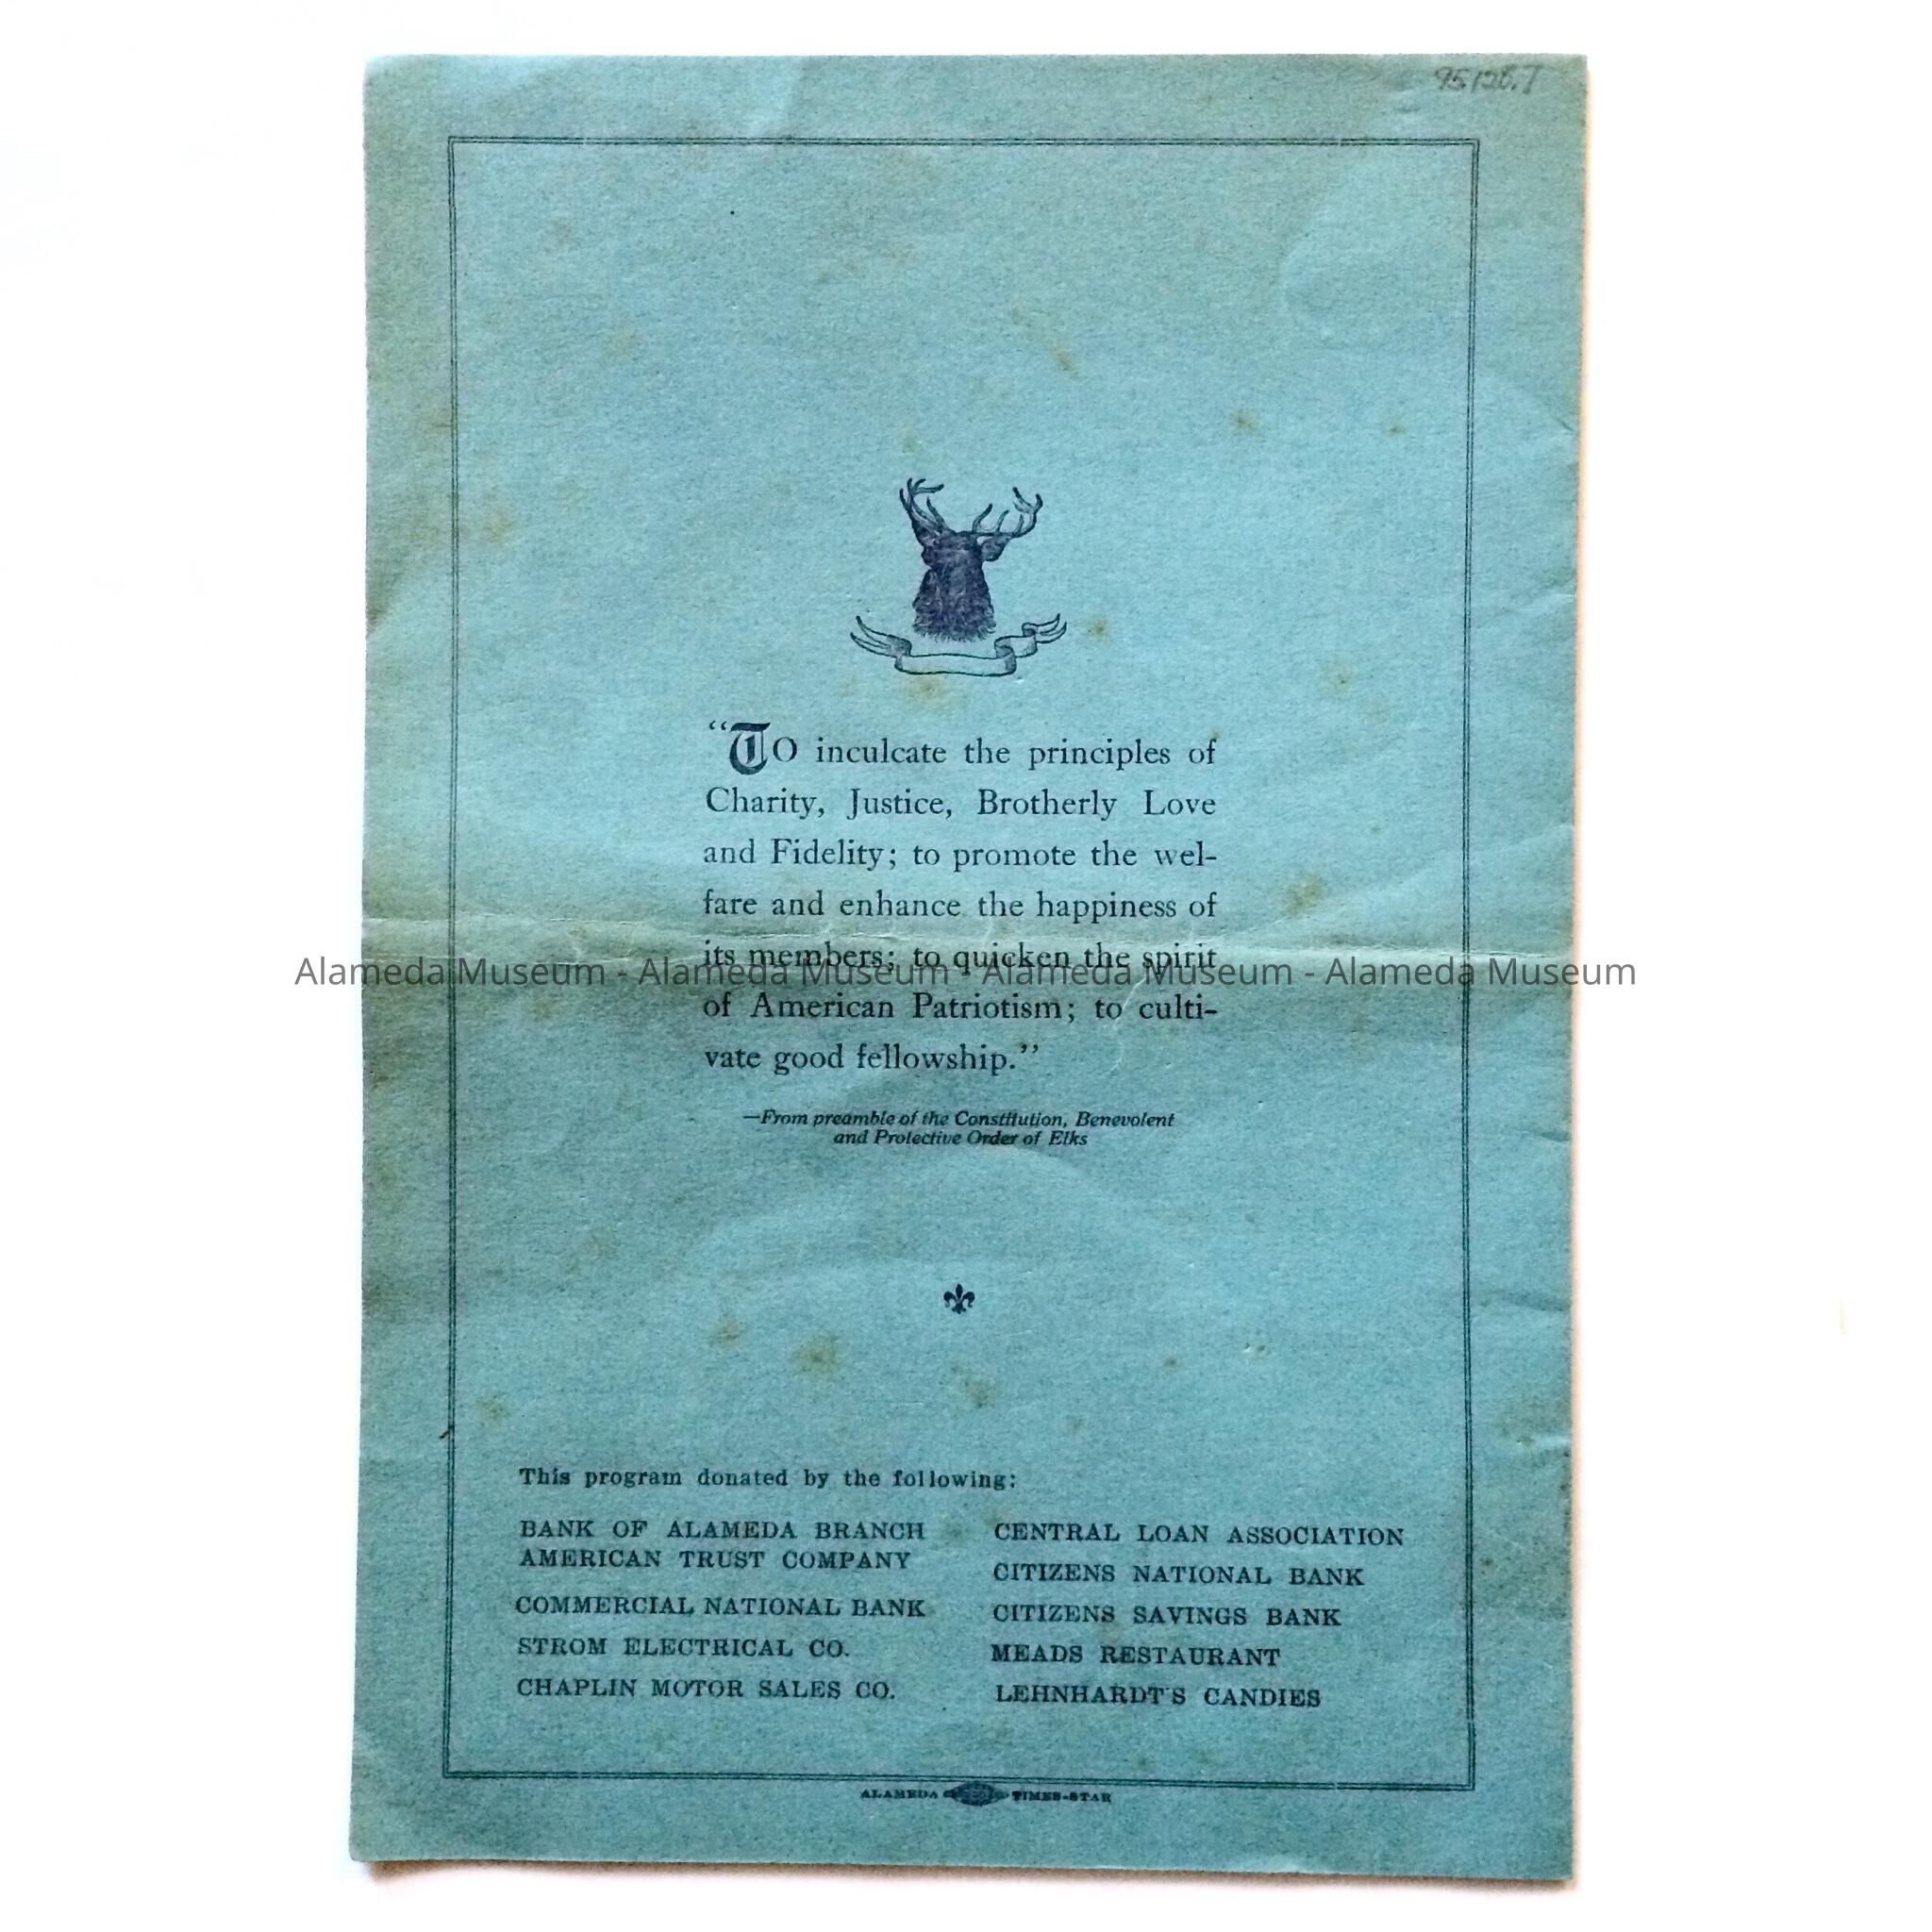 95.128.7
“TO inculcate the principles of
Charity, Justice, Brotherly Love
and Fidelity; to promote the wel-
fare and enhance the happiness of
its members; to quicken the spirit
Alameda Museum - Alameda Museum - Alameda Museum - Alameda Museum
of American Patriotism; to culti-
vate good fellowship.”
—From preamble of the Constitution, Benevolent
and Protective Order of Elks
This program donated by the following:
BANK OF ALAMEDA BRANCH
AMERICAN TRUST COMPANY
COMMERCIAL NATIONAL BANK
STROM ELECTRICAL CO.
CHAPLIN MOTOR SALES CO.
CENTRAL LOAN ASSOCIATION
CITIZENS NATIONAL BANK
CITIZENS SAVINGS BANK
MEADS RESTAURANT
LEHNHARDT'S CANDIES
ALAMEDA TIMES-STAR